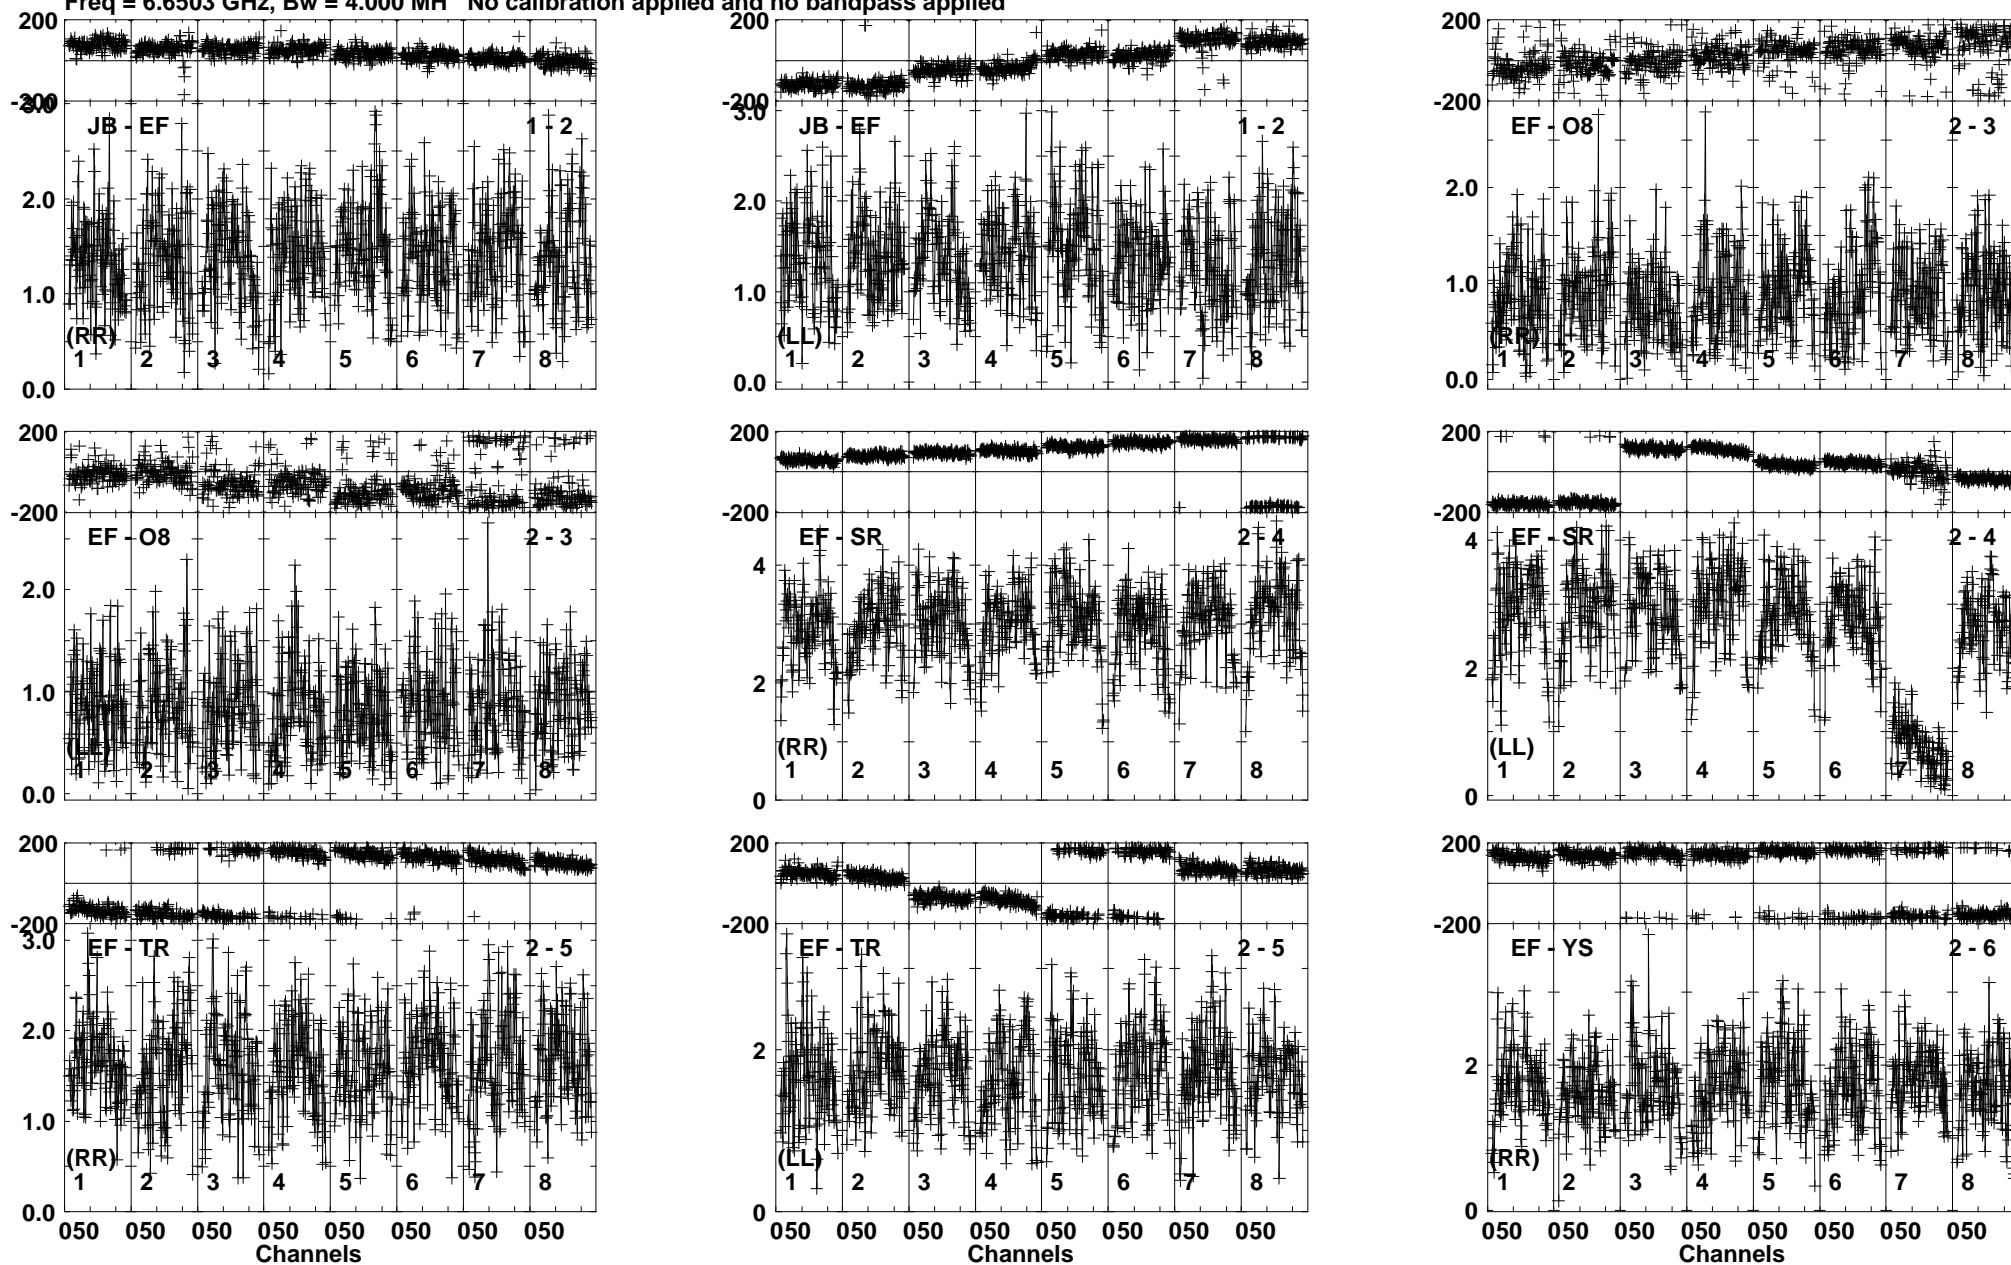 Freq = 6.6503 GHz, Bw = 4.000 MH No calibration applied and no bandpass applied
200 200 200
-200 -200 -200
3.0 3.0
JB - EF 1 - 2 JB - EF 1 - 2 EF - O8 2 - 3
2.0 2.0 2.0
1.0 1.0 1.0
(RR) (LL) (RR)
1 2 3 4 5 6 7 8 1 2 3 4 5 6 7 8 1 2 3 4 5 6 7 8
0.0 0.0 0.0
200 200 200
-200 -200 -200
EF - O8 2 - 3 EF - SR 2 - 4 EF - SR 2 - 4
4 4
2.0
1.0 2 2
(LL) (RR) (LL)
1 2 3 4 5 6 7 8 1 2 3 4 5 6 7 8 1 2 3 4 5 6 7 8
0.0 0 0
200 200 200
-200 -200 -200
3.0
EF - TR 2 - 5 EF - TR 2 - 5 EF - YS 2 - 6
2.0 2 2
1.0
(RR) (LL) (RR)
1 2 3 4 5 6 7 8 1 2 3 4 5 6 7 8 1 2 3 4 5 6 7 8
0.0 0 0
050 050 050 050 050 050 050 050 050 050 050 050 050 050 050 050 050 050 050 050 050 050 050 050
Channels Channels Channels